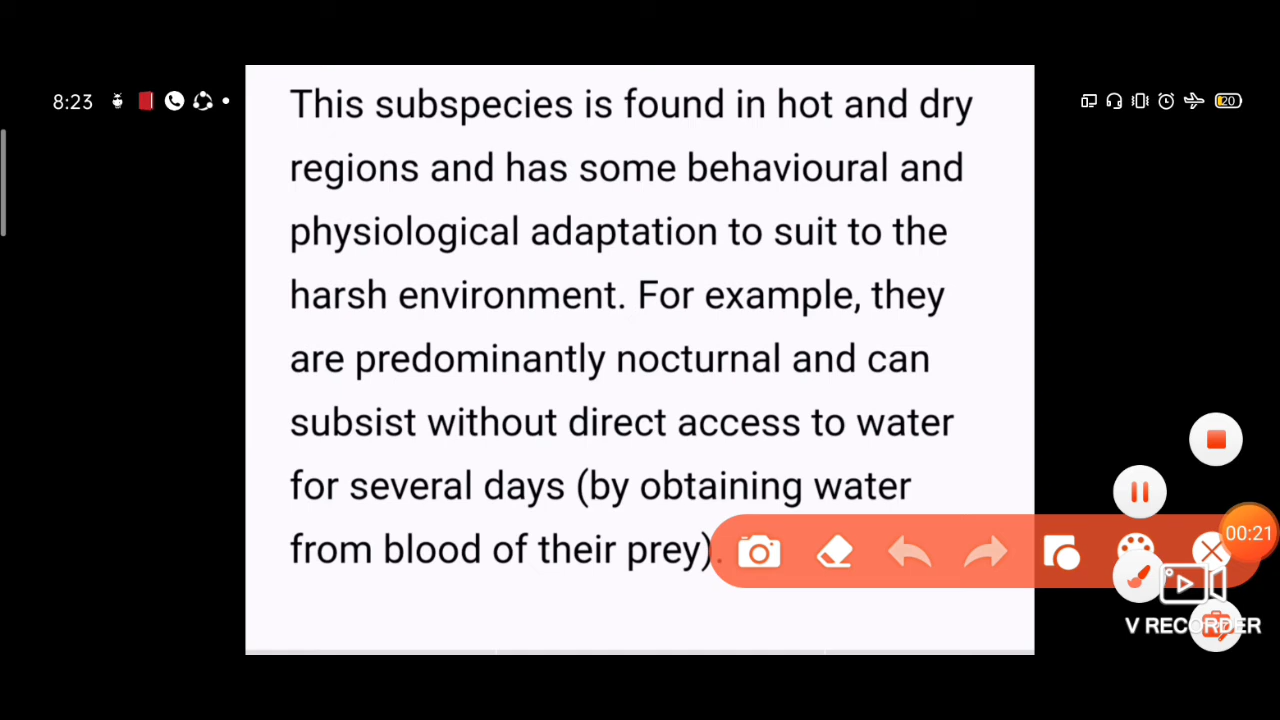 8:23
20
This subspecies is found in hot and dry
regions and has some behavioural and
physiological adaptation to suit to the
harsh environment. For example, they
are predominantly nocturnal and can
subsist without direct access to water
for several days (by obtaining water
from blood of their prey).
00:21
V RECORDER